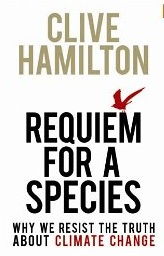 CLIVE
HAMILTON
REQUIEM
FOR A
SPECIES
WHY WE RESIST THE TRUTH
ABOUT CLIMATE CHANGE